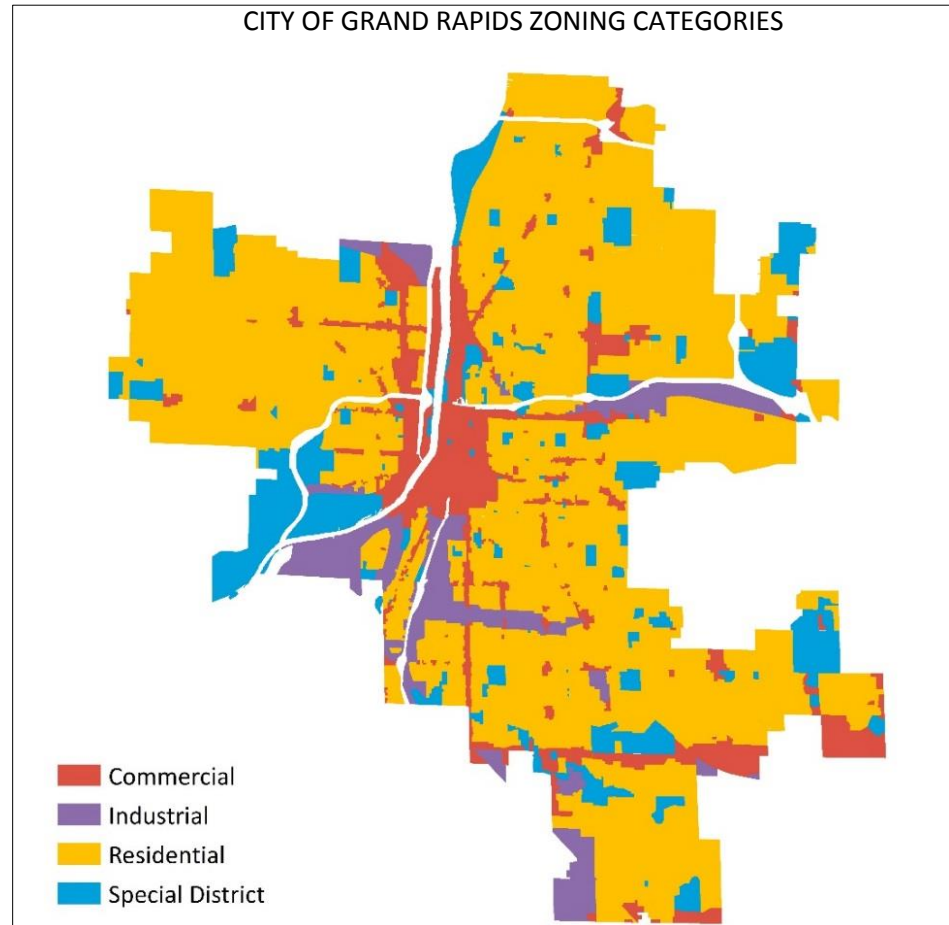 CITY OF GRAND RAPIDS ZONING CATEGORIES
Commercial
Industrial
Residential
Special District